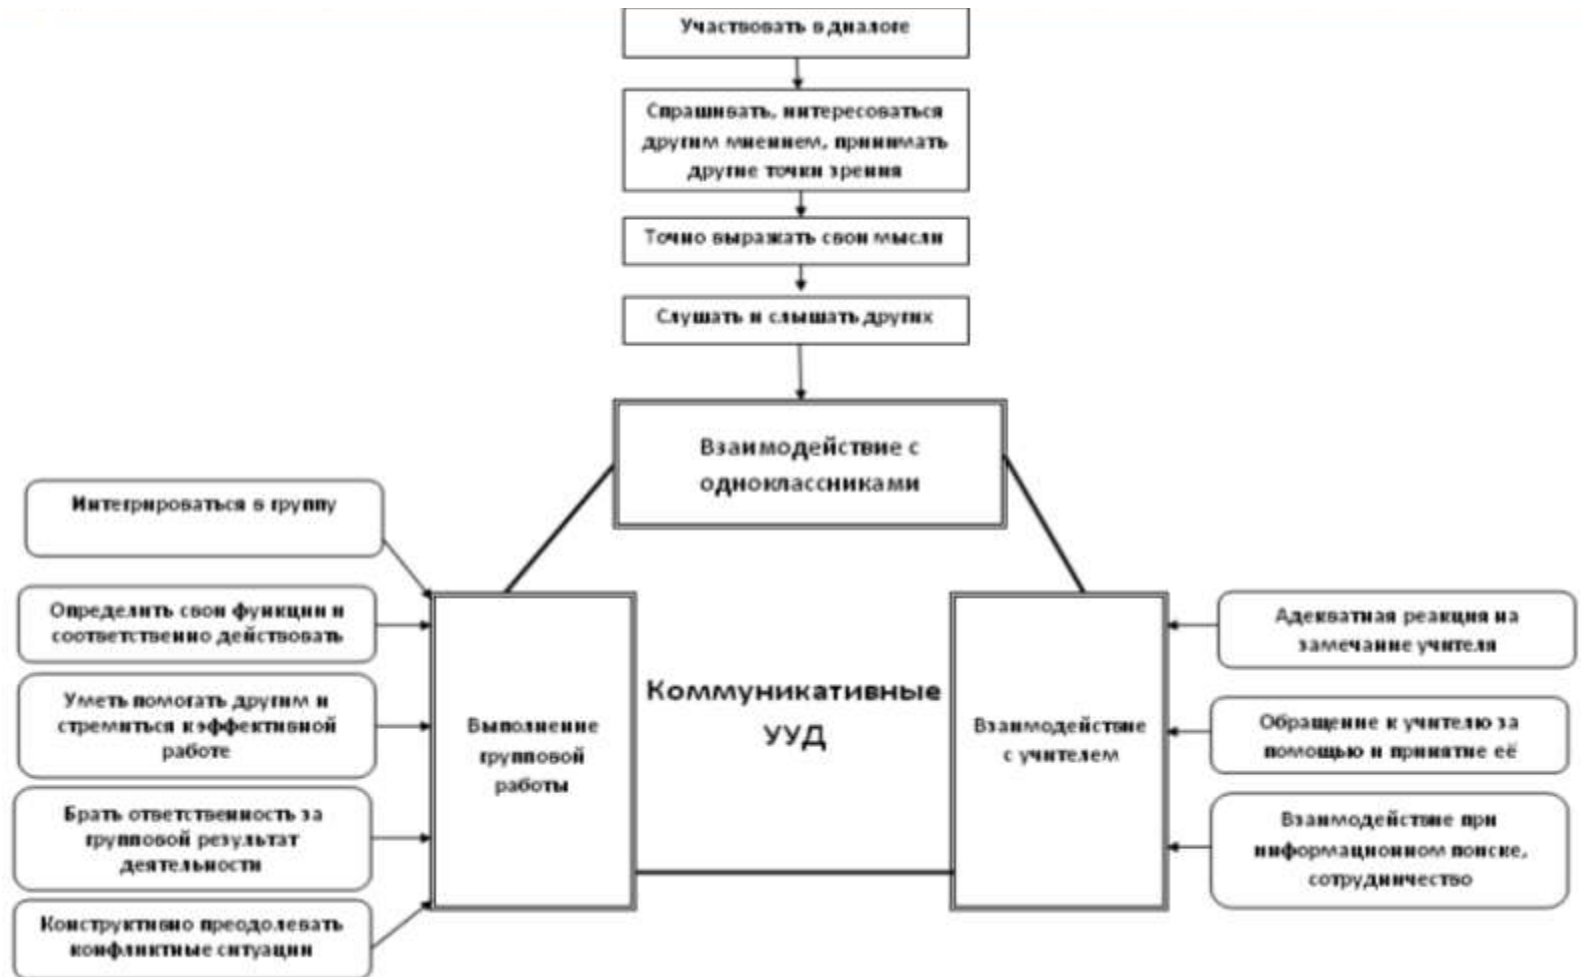 Участвовать в диалоге
Спрашивать, интересоваться
другим мнением, принимать
другие точки зрения
Точно выражать свои мысли
Слушать и слышать других
Взаимодействие с
одноклассниками
Интегрироваться в группу
Определить свои функции и
соответственно действовать
Уметь помогать другим и
стремиться к эффективной
работе
Брать ответственность за
групповой результат
деятельности
Конструктивно преодолевать
конфликтные ситуации
Выполнение
групповой
работы
Коммуникативные
УУД
Взаимодействие
с учителем
Адекватная реакция на
замечание учителя
Обращение к учителю за
помощью и принятие её
Взаимодействие при
информационном поиске,
сотрудничество